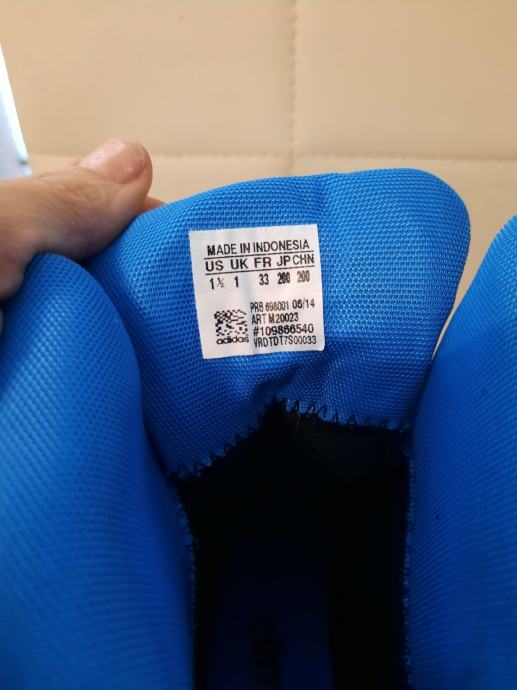 MADE IN INDONESIA
US UK FR JP CHN
1½ 1 33 200 200
PRB 698001 06/14
ART M20023
#109866540
adidas VRDTDT7S00033